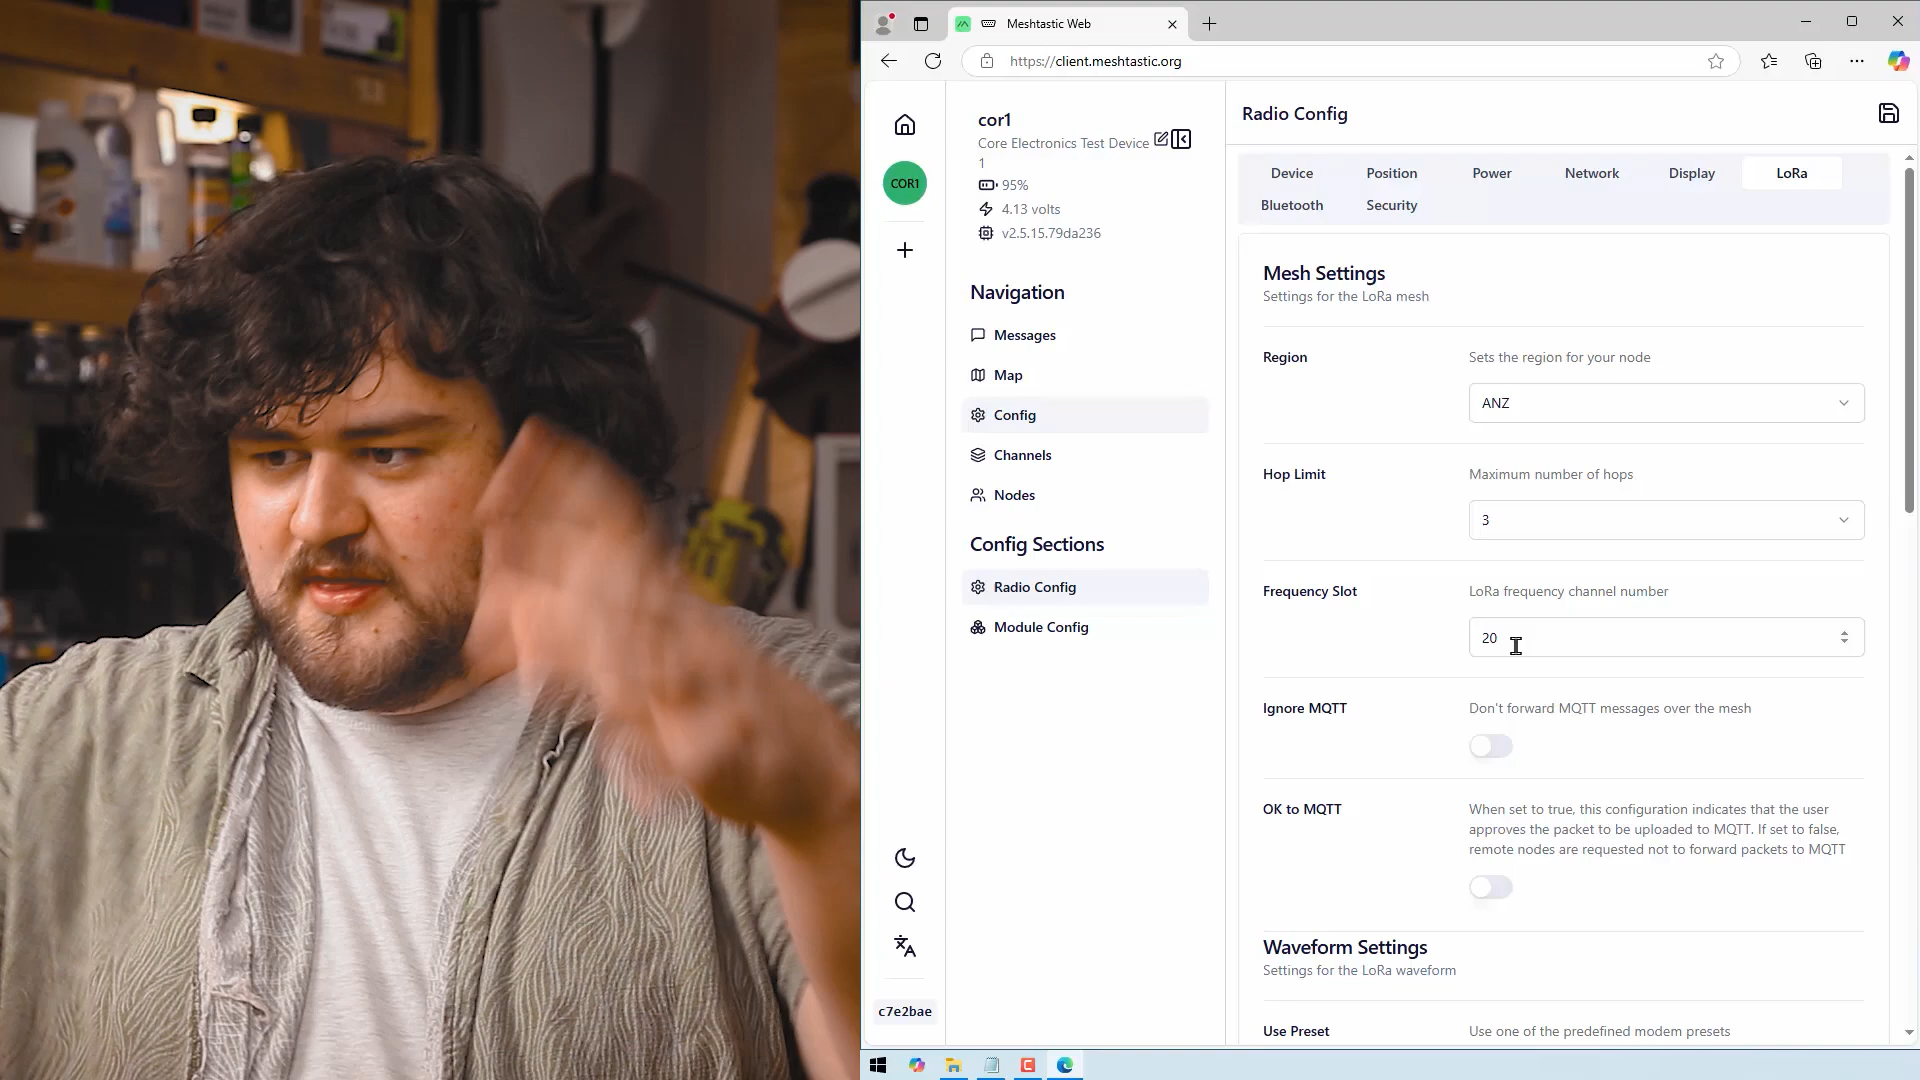 Meshtastic Web
https://client.meshtastic.org
cor1
Core Electronics Test Device
1
95%
4.13 volts
v2.5.15.79da236
COR1
Navigation
Messages
Map
Config
Channels
Nodes
Config Sections
Radio Config
Module Config
c7e2bae
Radio Config
Device
Position
Power
Network
Display
LoRa
Bluetooth
Security
Mesh Settings
Settings for the LoRa mesh
Region
Sets the region for your node
ANZ
Hop Limit
Maximum number of hops
3
Frequency Slot
LoRa frequency channel number
20
Ignore MQTT
Don't forward MQTT messages over the mesh
OK to MQTT
When set to true, this configuration indicates that the user
approves the packet to be uploaded to MQTT. If set to false,
remote nodes are requested not to forward packets to MQTT
Waveform Settings
Settings for the LoRa waveform
Use Preset
Use one of the predefined modem presets